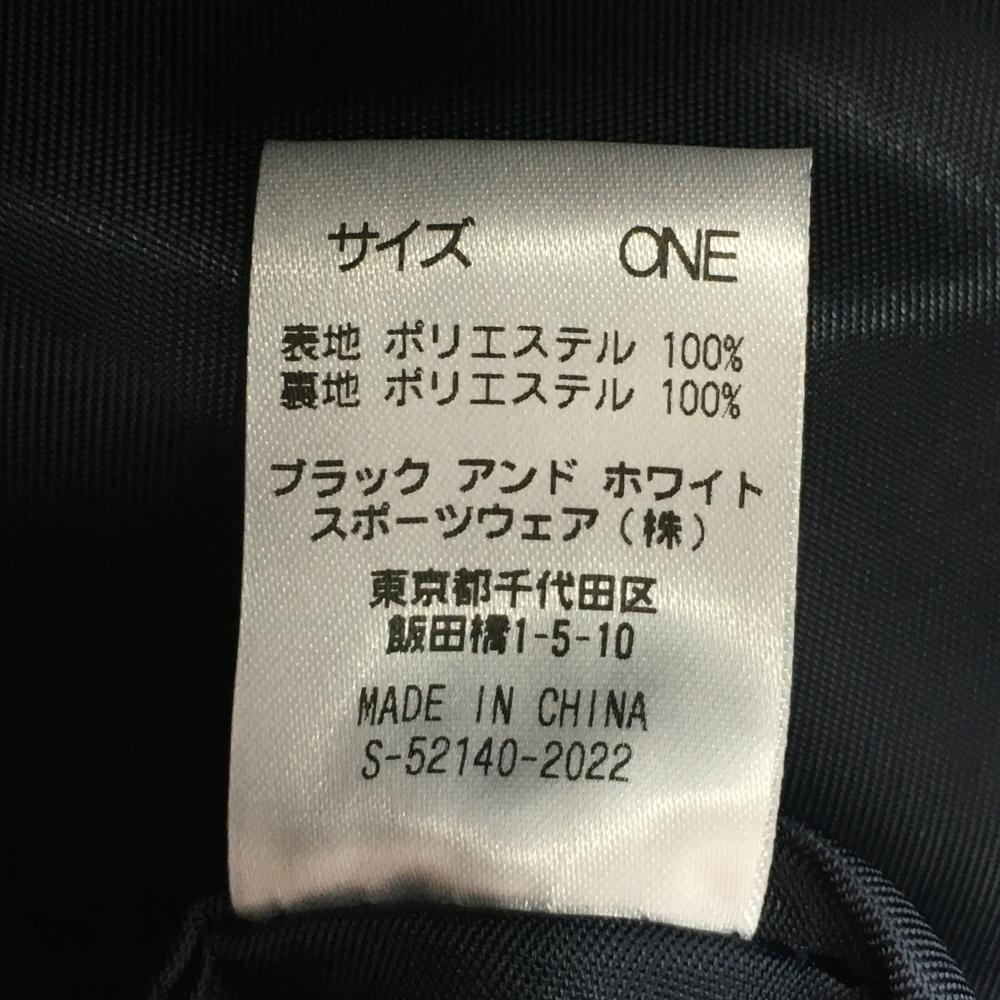 サイズ ONE
表地 ポリエステル 100%
裏地 ポリエステル 100%
ブラック アンド ホワイト
スポーツウェア(株)
東京都千代田区
飯田橋1-5-10
MADE IN CHINA
S-52140-2022